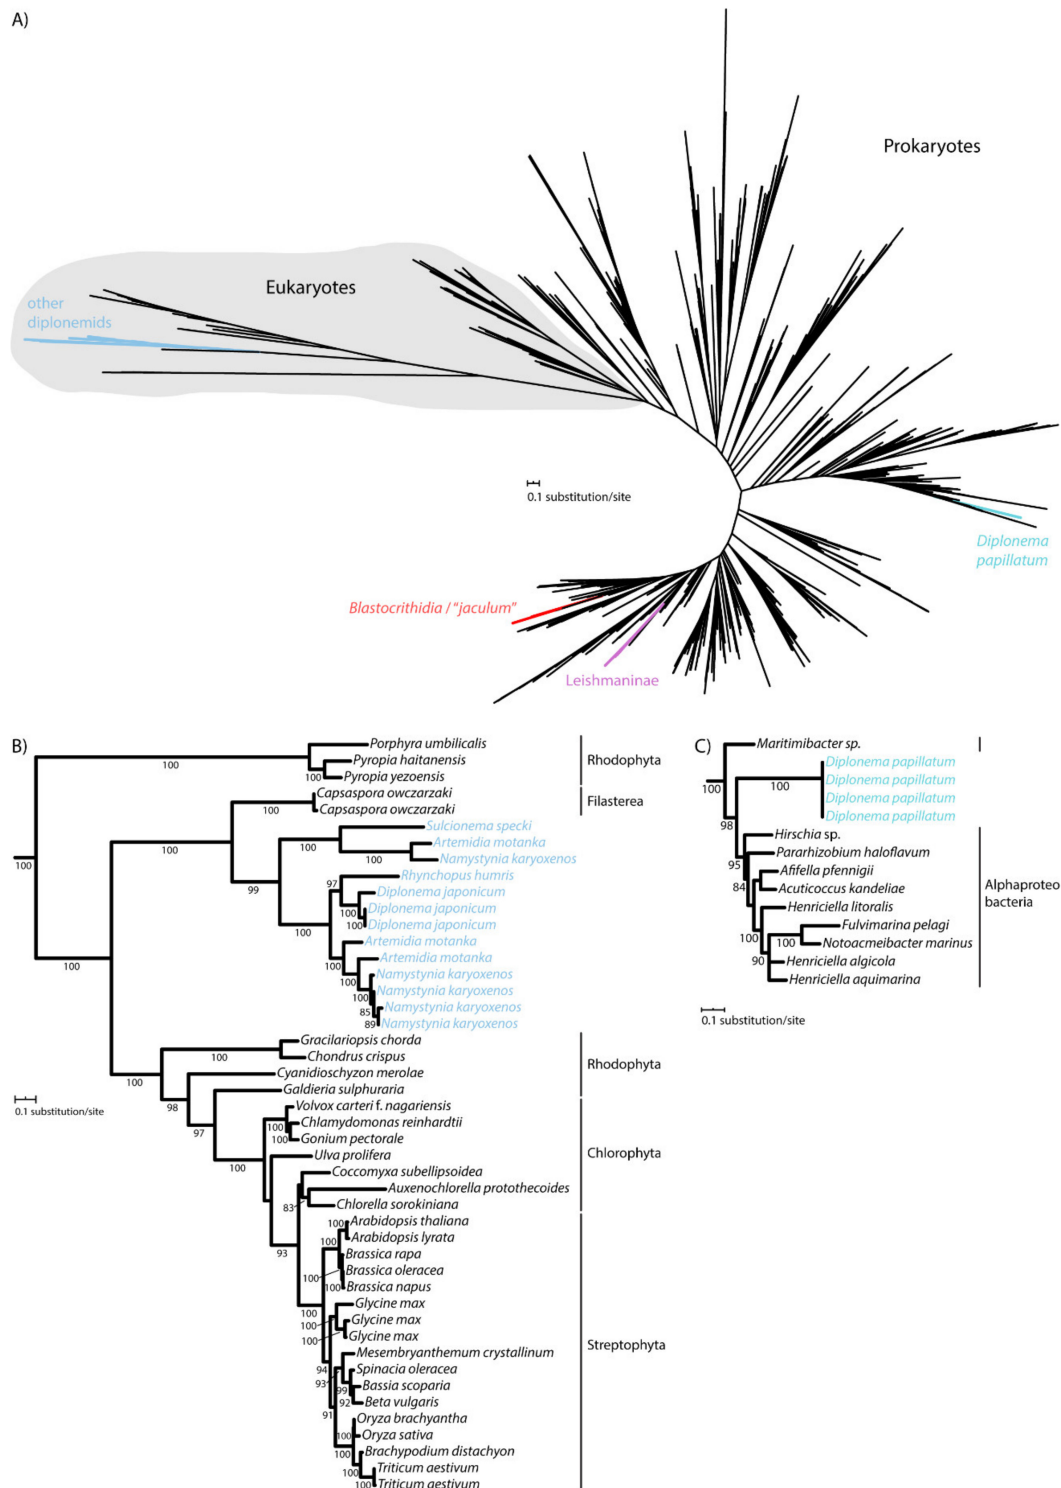 A)
Prokaryotes
Eukaryotes
other
diplonemids
0.1 substitution/site
Diplonema
papillatum
Blastocrithidia / "jaculum"
Leishmaninae
B)
Porphyra umbilicalis
100
Pyropia haitanensis
Rhodophyta
100
Pyropia yezoensis
Capsaspora owczarzaki
100
Filasterea
Capsaspora owczarzaki
Sulcionema specki
100
100
Artemidia motanka
100
100
Namystynia karyoxenos
99
97
Rhynchopus humris
Diplonema japonicum
100
100
Diplonema japonicum
100
Diplonema japonicum
Artemidia motanka
100
Artemidia motanka
100
100
Namystynia karyoxenos
100
Namystynia karyoxenos
85
Namystynia karyoxenos
89
Namystynia karyoxenos
Gracilariopsis chorda
100
Chondrus crispus
Rhodophyta
100
Cyanidioschyzon merolae
98
Galdieria sulphuraria
0.1 substitution/site
97
Volvox carteri f. nagariensis
100
Chlamydomonas reinhardtii
100
Gonium pectorale
Chlorophyta
100
Ulva prolifera
Coccomyxa subellipsoidea
Auxenochlorella protothecoides
83
Chlorella sorokiniana
100
Arabidopsis thaliana
100
Arabidopsis lyrata
93
Brassica rapa
100
Brassica oleracea
100
Brassica napus
Glycine max
100
100
Glycine max
100
Glycine max
Streptophyta
Mesembryanthemum crystallinum
94
Spinacia oleracea
93
99
Bassia scoparia
92
Beta vulgaris
91
Oryza brachyantha
100
Oryza sativa
100
Brachypodium distachyon
100
Triticum aestivum
100
Triticum aestivum
C)
Maritimibacter sp.
Diplonema papillatum
100
100
Diplonema papillatum
Diplonema papillatum
98
Diplonema papillatum
Hirschia sp.
95
Pararhizobium haloflavum
84
Afifella pfennigii
Acuticoccus kandeliae
Alphaproteo
bacteria
Henriciella litoralis
100
Fulvimarina pelagi
100
Notoacmeibacter marinus
90
Henriciella algicola
Henriciella aquimarina
0.1 substitution/site